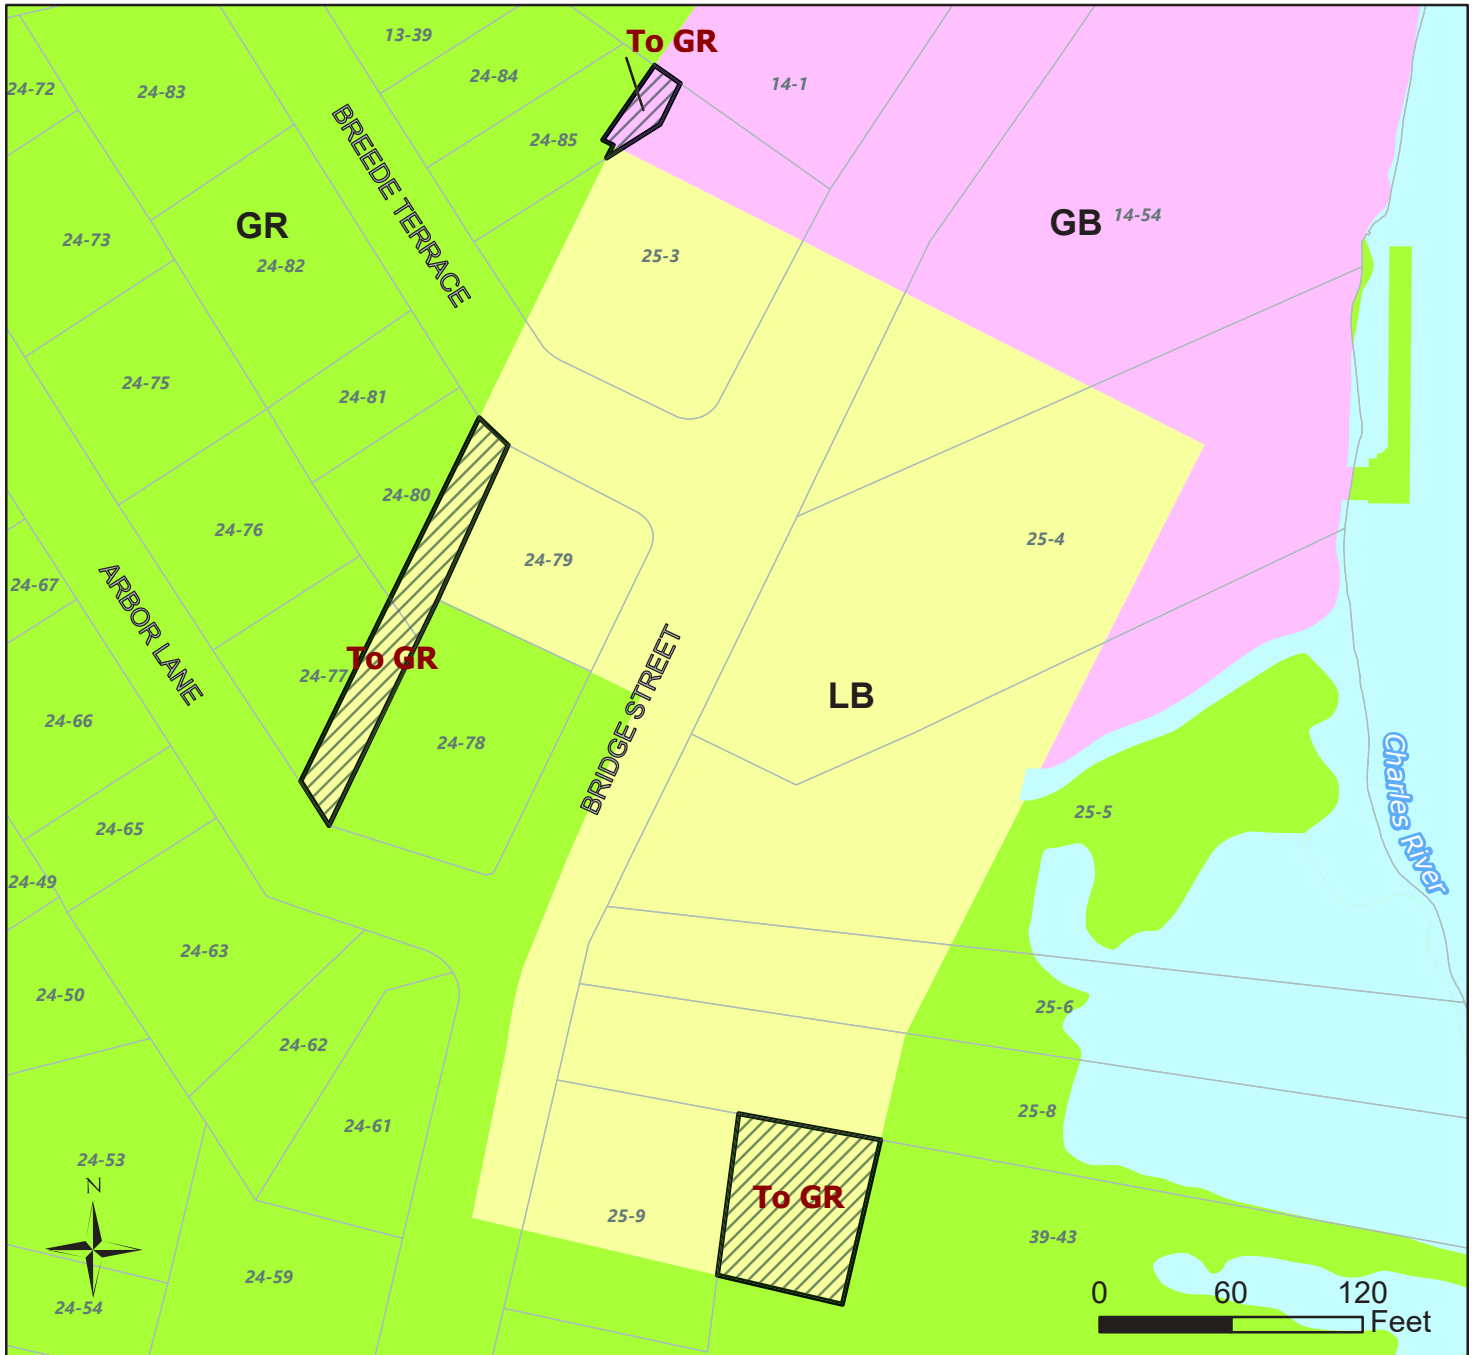 To GR
13-39
24-84
14-1
24-72
24-83
24-85
BREEDE TERRACE
GR
24-73
24-82
25-3
GB
14-54
24-75
24-81
24-80
24-76
24-79
25-4
24-67
ARBOR LANE
To GR
24-77
24-66
24-78
BRIDGE STREET
LB
Charles River
25-5
24-65
24-49
24-63
24-50
25-6
24-62
24-61
25-8
24-53
N
To GR
25-9
39-43
24-59
24-54
0 60 120
Feet